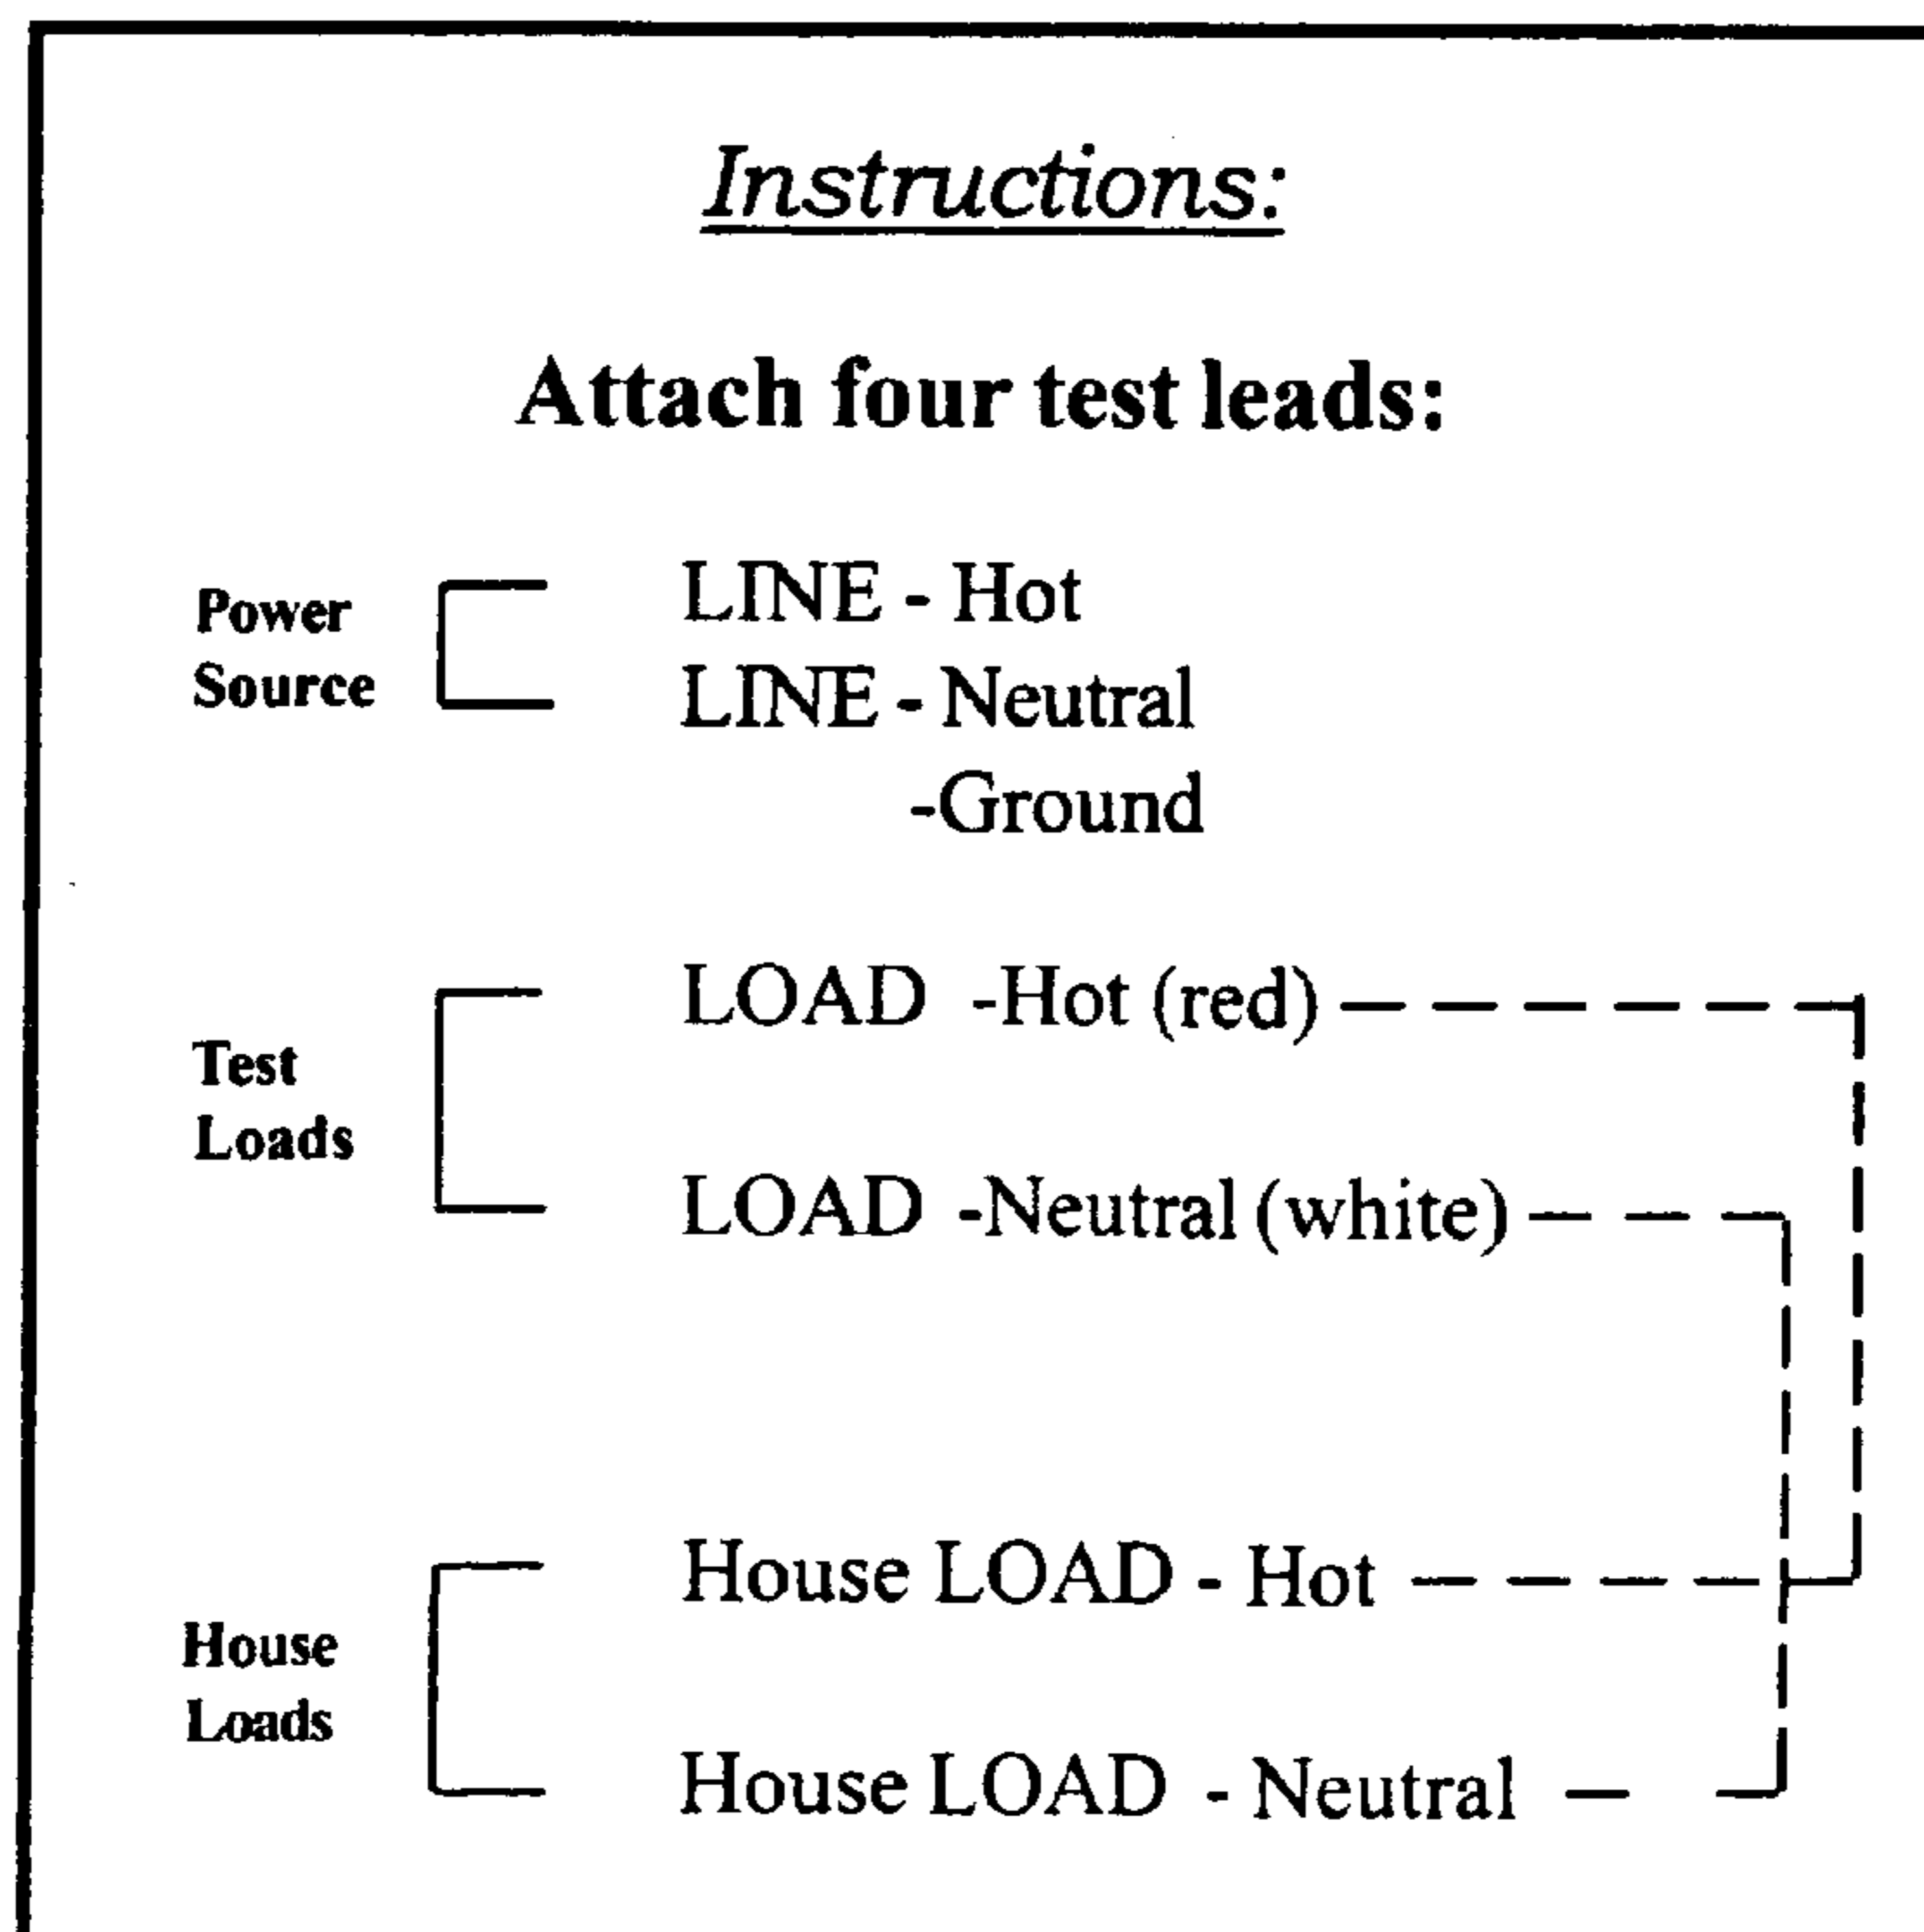 Instructions:
Attach four test leads:
Power
Source
LINE - Hot
LINE - Neutral
-Ground
Test
Loads
LOAD -Hot (red)
LOAD -Neutral (white)
House
Loads
House LOAD - Hot
House LOAD - Neutral